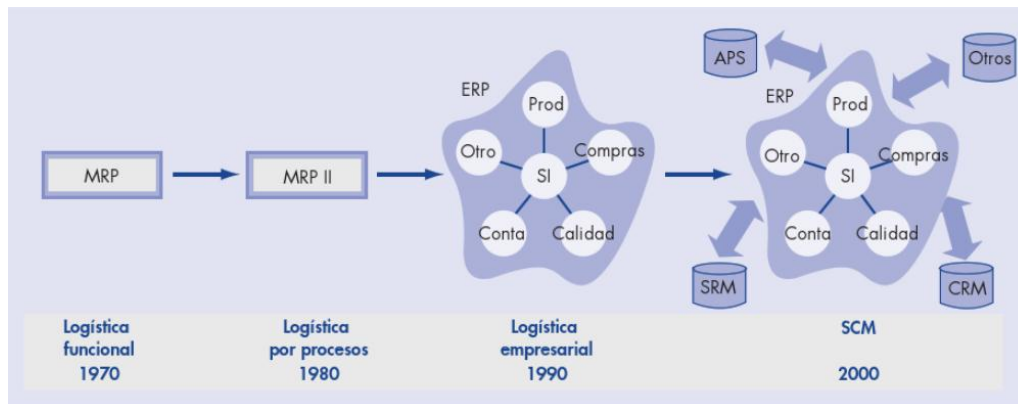 APS
Otros
ERP
Prod
Otro
Compras
SI
Conta
Calidad
ERP
Prod
Otro
Compras
SI
Conta
Calidad
MRP
MRP II
SRM
CRM
Logística
funcional
1970
Logística
por procesos
1980
Logística
empresarial
1990
SCM
2000